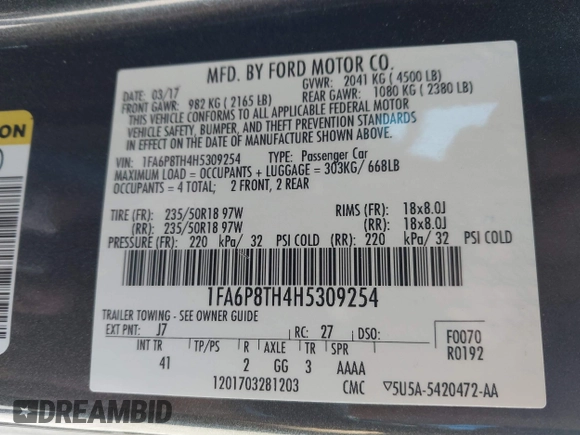 MFD. BY FORD MOTOR CO.
DATE: 03/17 GVWR: 2041 KG ( 4500 LB)
FRONT GAWR: 982 KG ( 2165 LB) REAR GAWR: 1080 KG ( 2380 LB)
THIS VEHICLE CONFORMS TO ALL APPLICABLE FEDERAL MOTOR
VEHICLE SAFETY, BUMPER, AND THEFT PREVENTION STANDARDS
IN EFFECT ON THE DATE OF MANUFACTURE SHOWN ABOVE.
VIN: 1FA6P8TH4H5309254 TYPE: Passenger Car
MAXIMUM LOAD = OCCUPANTS + LUGGAGE = 303KG/ 668LB
OCCUPANTS = 4 TOTAL; 2 FRONT, 2 REAR
TIRE (FR): 235/50R18 97W RIMS (FR): 18x8.0J
(RR): 235/50R18 97W (RR): 18x8.0J
PRESSURE (FR): 220 kPa/ 32 PSI COLD (RR): 220 kPa/ 32 PSI COLD
1FA6P8TH4H5309254
TRAILER TOWING - SEE OWNER GUIDE
EXT PNT: J7 RC: 27 DSO: F0070
R0192
INT TR TP/PS R AXLE TR SPR
41 2 GG 3 AAAA
1201703281203 CMC ▽5U5A-5420472-AA
ON
DREAMBID